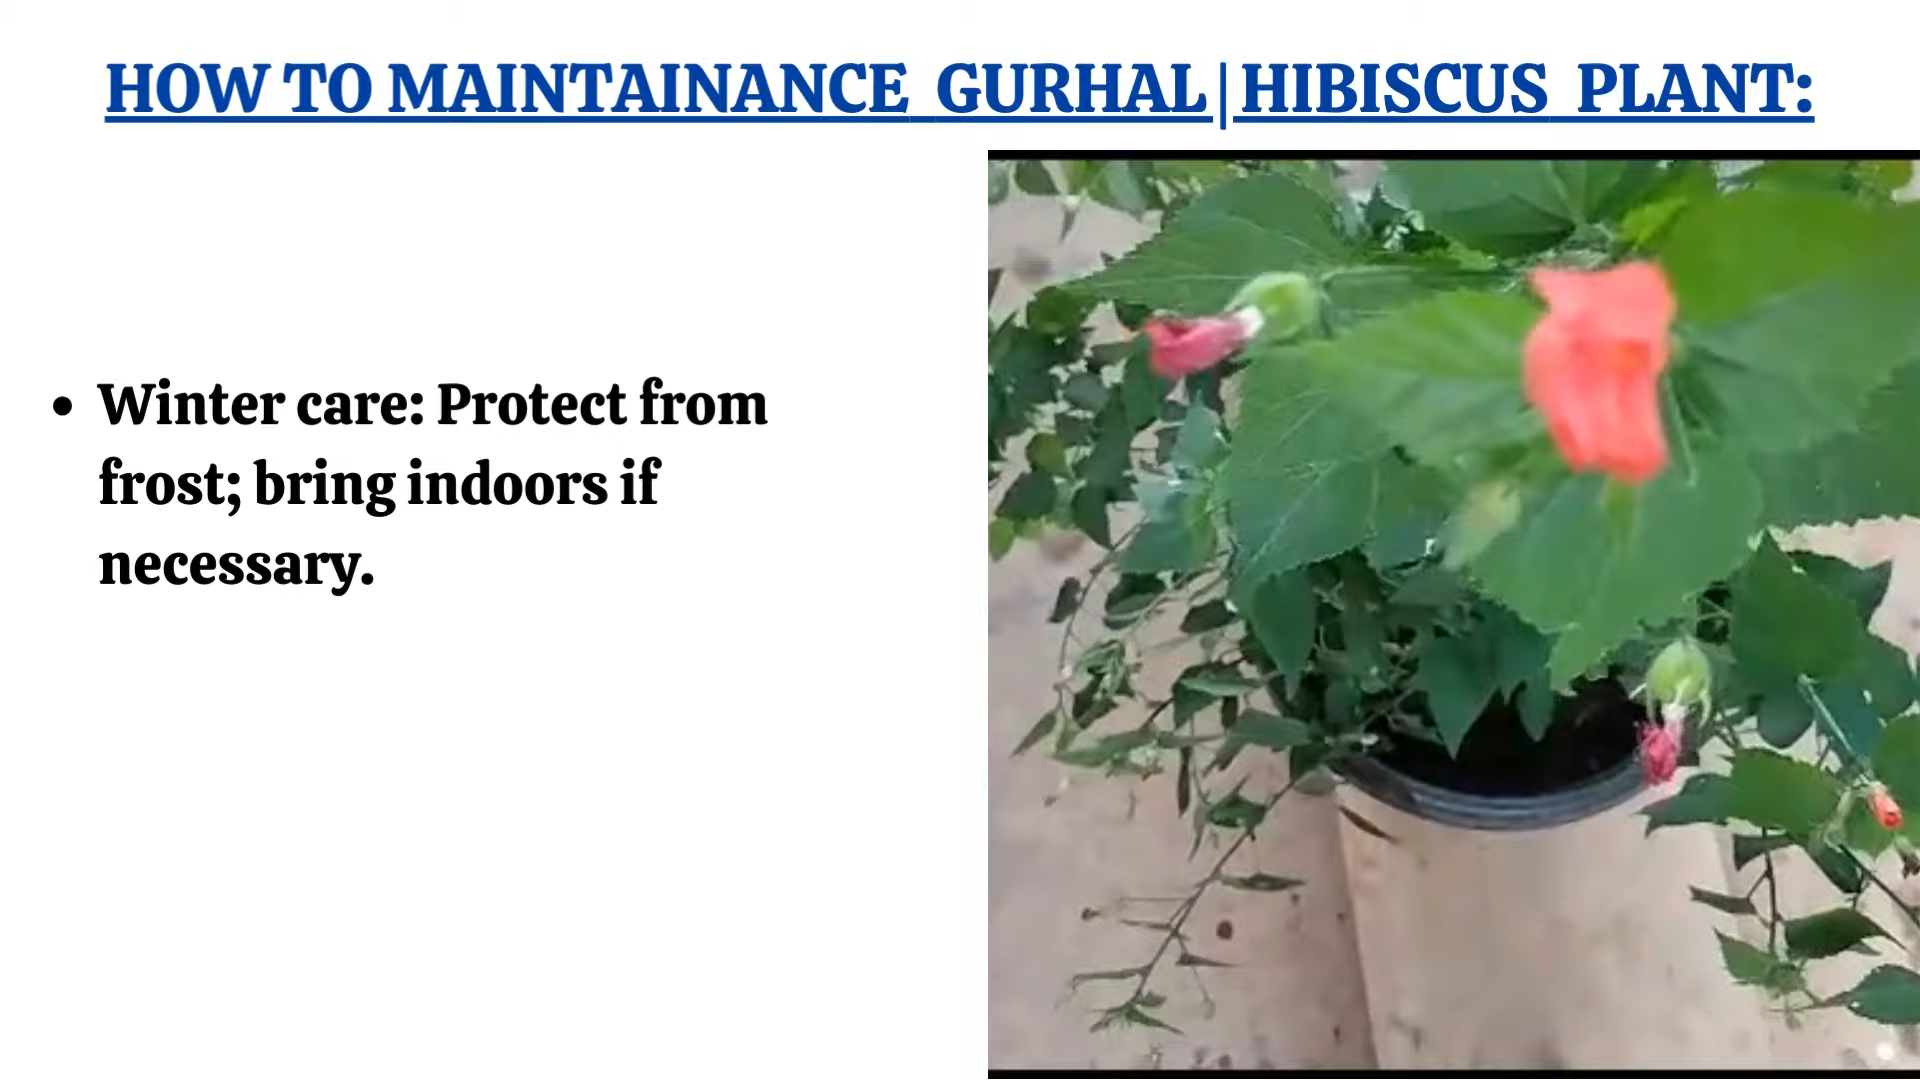 HOW TO MAINTAINANCE GURHAL|HIBISCUS PLANT:
• Winter care: Protect from
frost; bring indoors if
necessary.